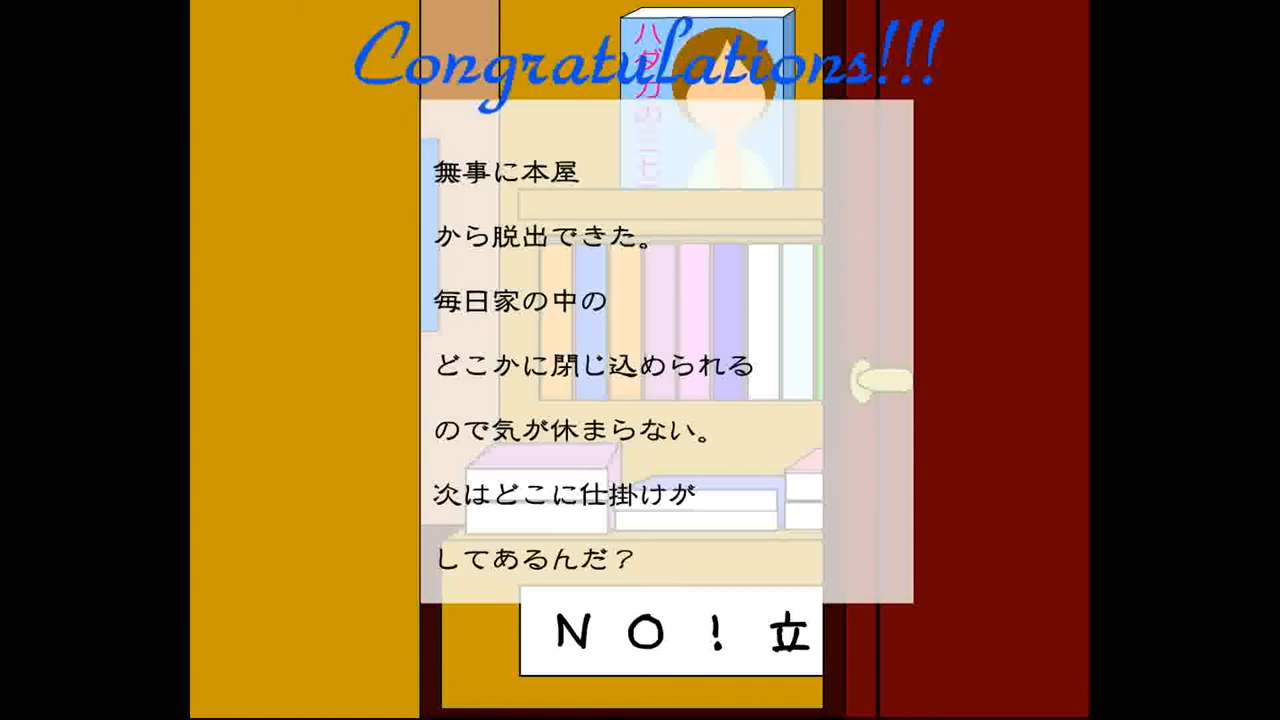 Congratulations!!!
無事に本屋
から脱出できた。
毎日家の中の
どこかに閉じ込められる
ので気が休まらない。
次はどこに仕掛けが
してあるんだ?
NO!立